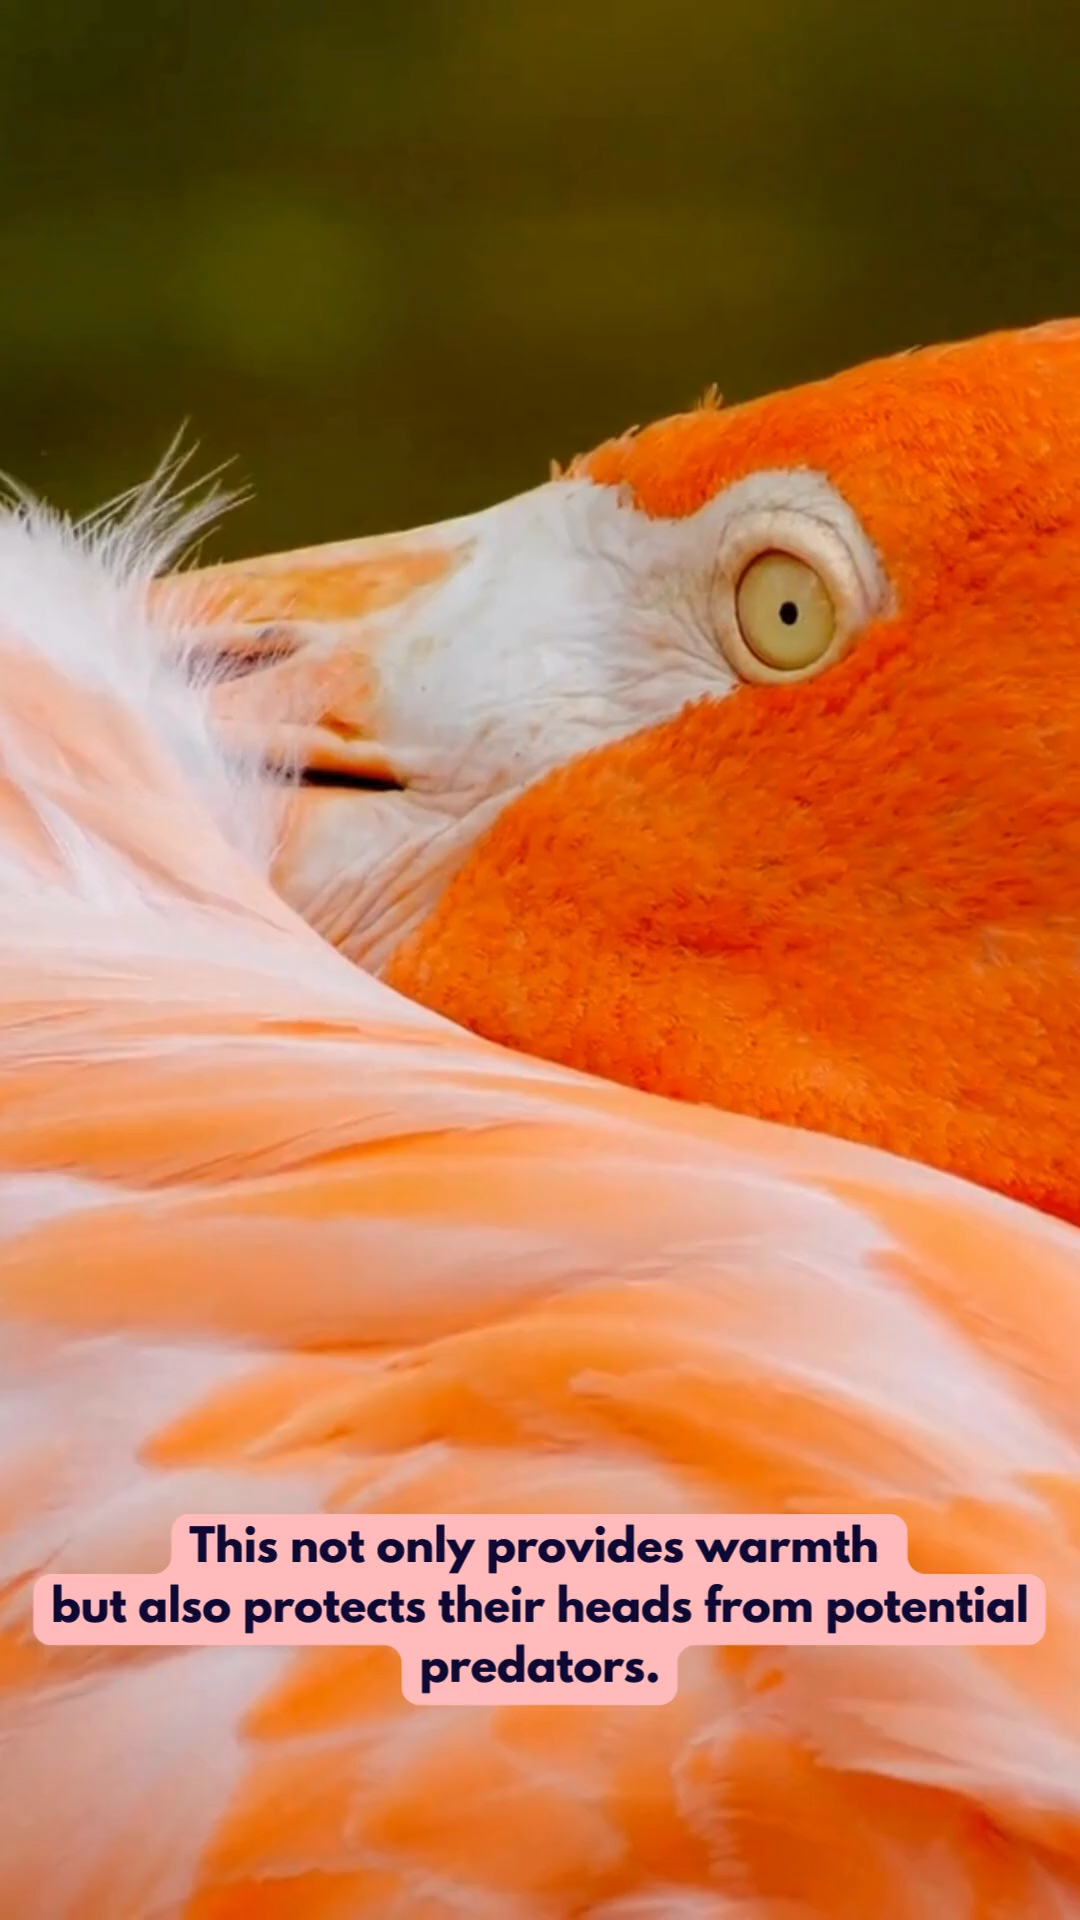 This not only provides warmth
but also protects their heads from potential
predators.